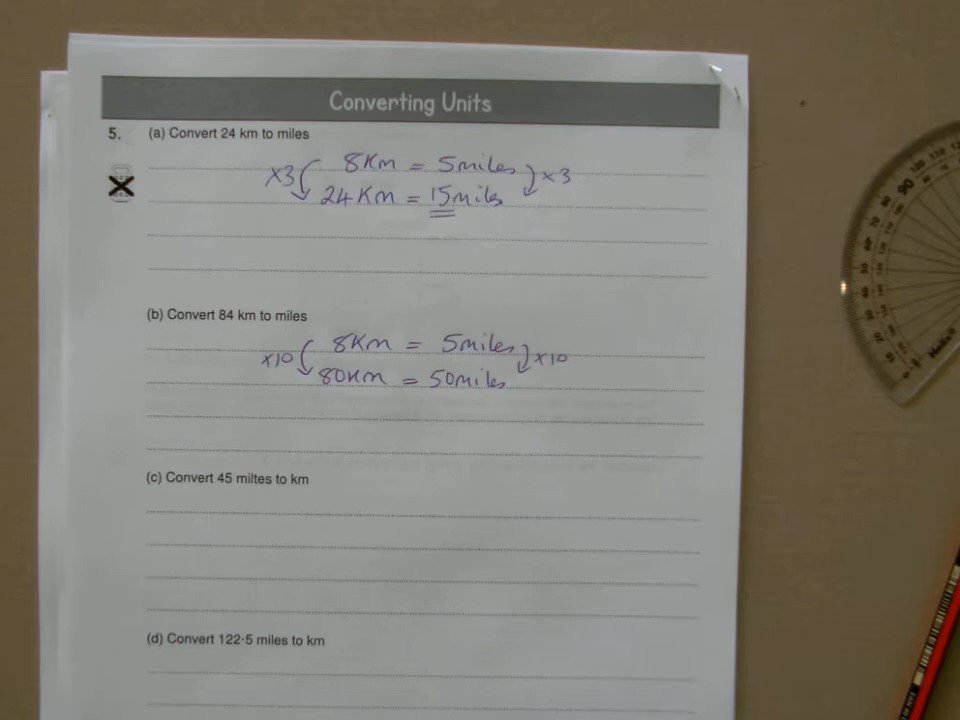 Converting Units
5. (a) Convert 24 km to miles
×3 8Km = 5miles ×3
24Km = 15miles
(b) Convert 84 km to miles
×10 8Km = 5miles ×10
80Km = 50miles
(c) Convert 45 miltes to km
(d) Convert 122·5 miles to km
Helix